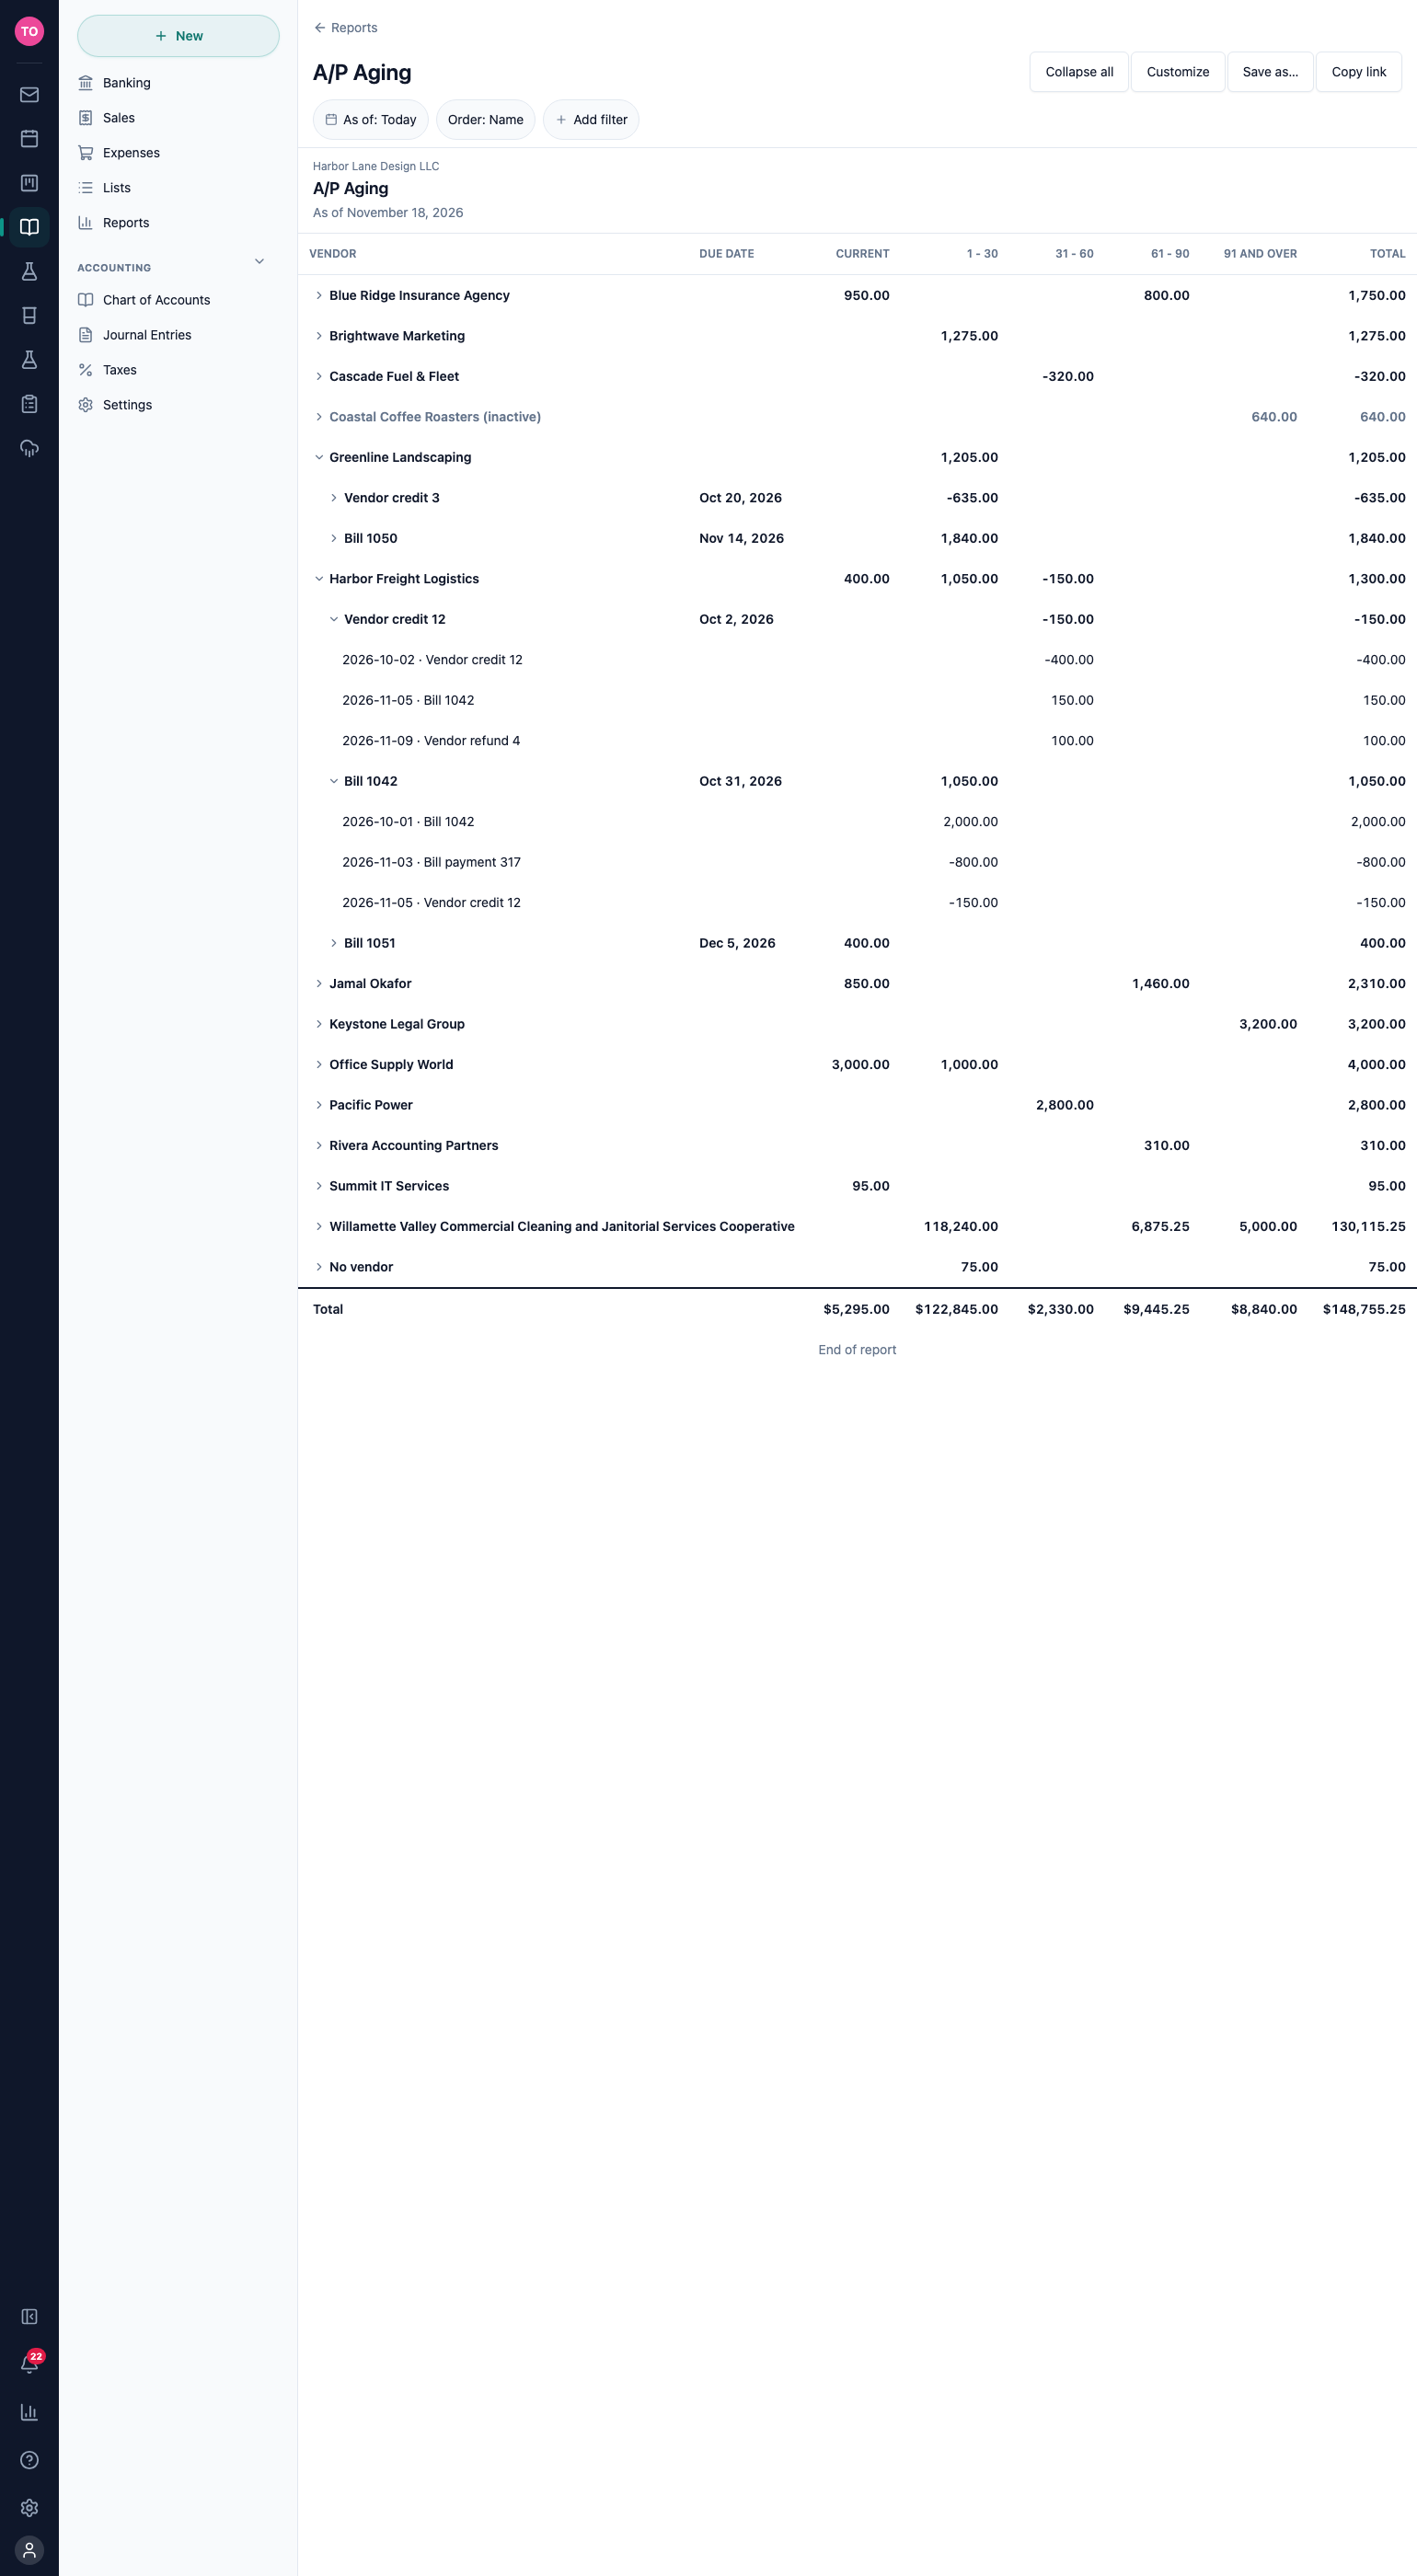 TO
+ New
Banking
Sales
Expenses
Lists
Reports
ACCOUNTING
Chart of Accounts
Journal Entries
Taxes
Settings
22
← Reports
A/P Aging
Collapse all Customize Save as... Copy link
As of: Today Order: Name + Add filter
Harbor Lane Design LLC
A/P Aging
As of November 18, 2026
VENDOR DUE DATE CURRENT 1 - 30 31 - 60 61 - 90 91 AND OVER TOTAL
Blue Ridge Insurance Agency 950.00 800.00 1,750.00
Brightwave Marketing 1,275.00 1,275.00
Cascade Fuel & Fleet -320.00 -320.00
Coastal Coffee Roasters (inactive) 640.00 640.00
Greenline Landscaping 1,205.00 1,205.00
Vendor credit 3 Oct 20, 2026 -635.00 -635.00
Bill 1050 Nov 14, 2026 1,840.00 1,840.00
Harbor Freight Logistics 400.00 1,050.00 -150.00 1,300.00
Vendor credit 12 Oct 2, 2026 -150.00 -150.00
2026-10-02 · Vendor credit 12 -400.00 -400.00
2026-11-05 · Bill 1042 150.00 150.00
2026-11-09 · Vendor refund 4 100.00 100.00
Bill 1042 Oct 31, 2026 1,050.00 1,050.00
2026-10-01 · Bill 1042 2,000.00 2,000.00
2026-11-03 · Bill payment 317 -800.00 -800.00
2026-11-05 · Vendor credit 12 -150.00 -150.00
Bill 1051 Dec 5, 2026 400.00 400.00
Jamal Okafor 850.00 1,460.00 2,310.00
Keystone Legal Group 3,200.00 3,200.00
Office Supply World 3,000.00 1,000.00 4,000.00
Pacific Power 2,800.00 2,800.00
Rivera Accounting Partners 310.00 310.00
Summit IT Services 95.00 95.00
Willamette Valley Commercial Cleaning and Janitorial Services Cooperative 118,240.00 6,875.25 5,000.00 130,115.25
No vendor 75.00 75.00
Total $5,295.00 $122,845.00 $2,330.00 $9,445.25 $8,840.00 $148,755.25
End of report